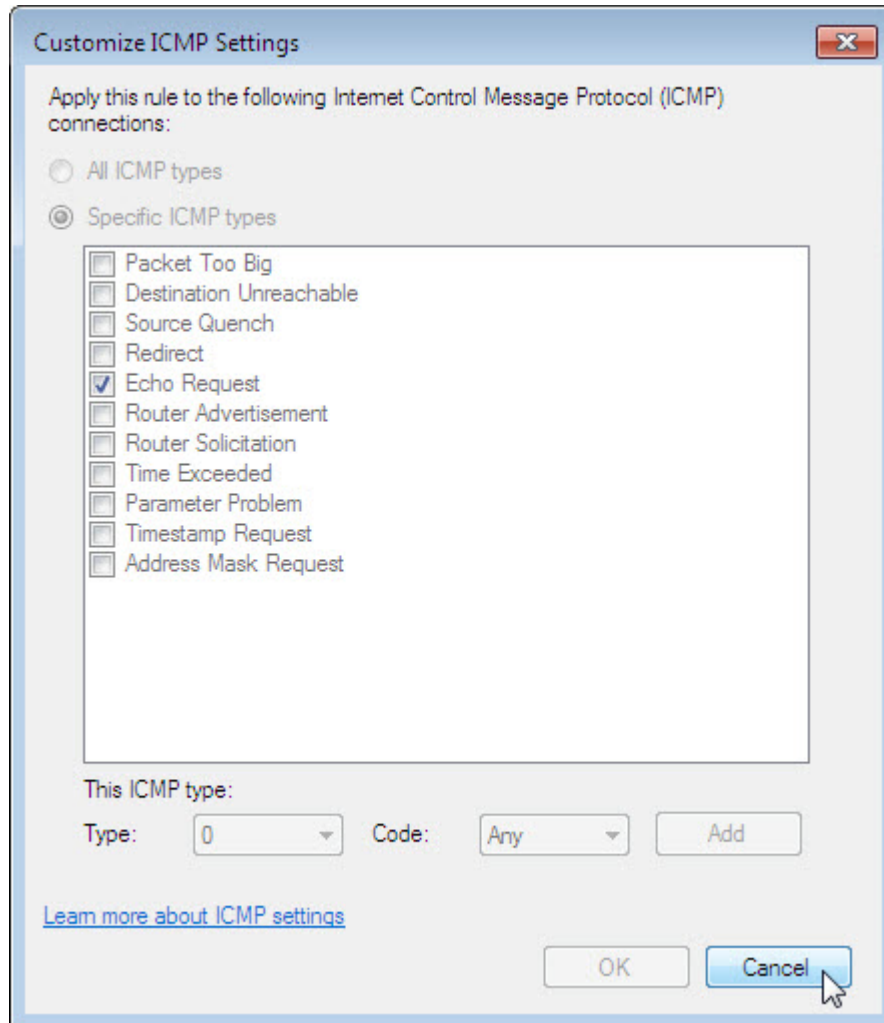 Customize ICMP Settings
Apply this rule to the following Internet Control Message Protocol (ICMP)
connections:
All ICMP types
Specific ICMP types
Packet Too Big
Destination Unreachable
Source Quench
Redirect
Echo Request
Router Advertisement
Router Solicitation
Time Exceeded
Parameter Problem
Timestamp Request
Address Mask Request
This ICMP type:
Type: 0 Code: Any Add
Learn more about ICMP settings
OK Cancel